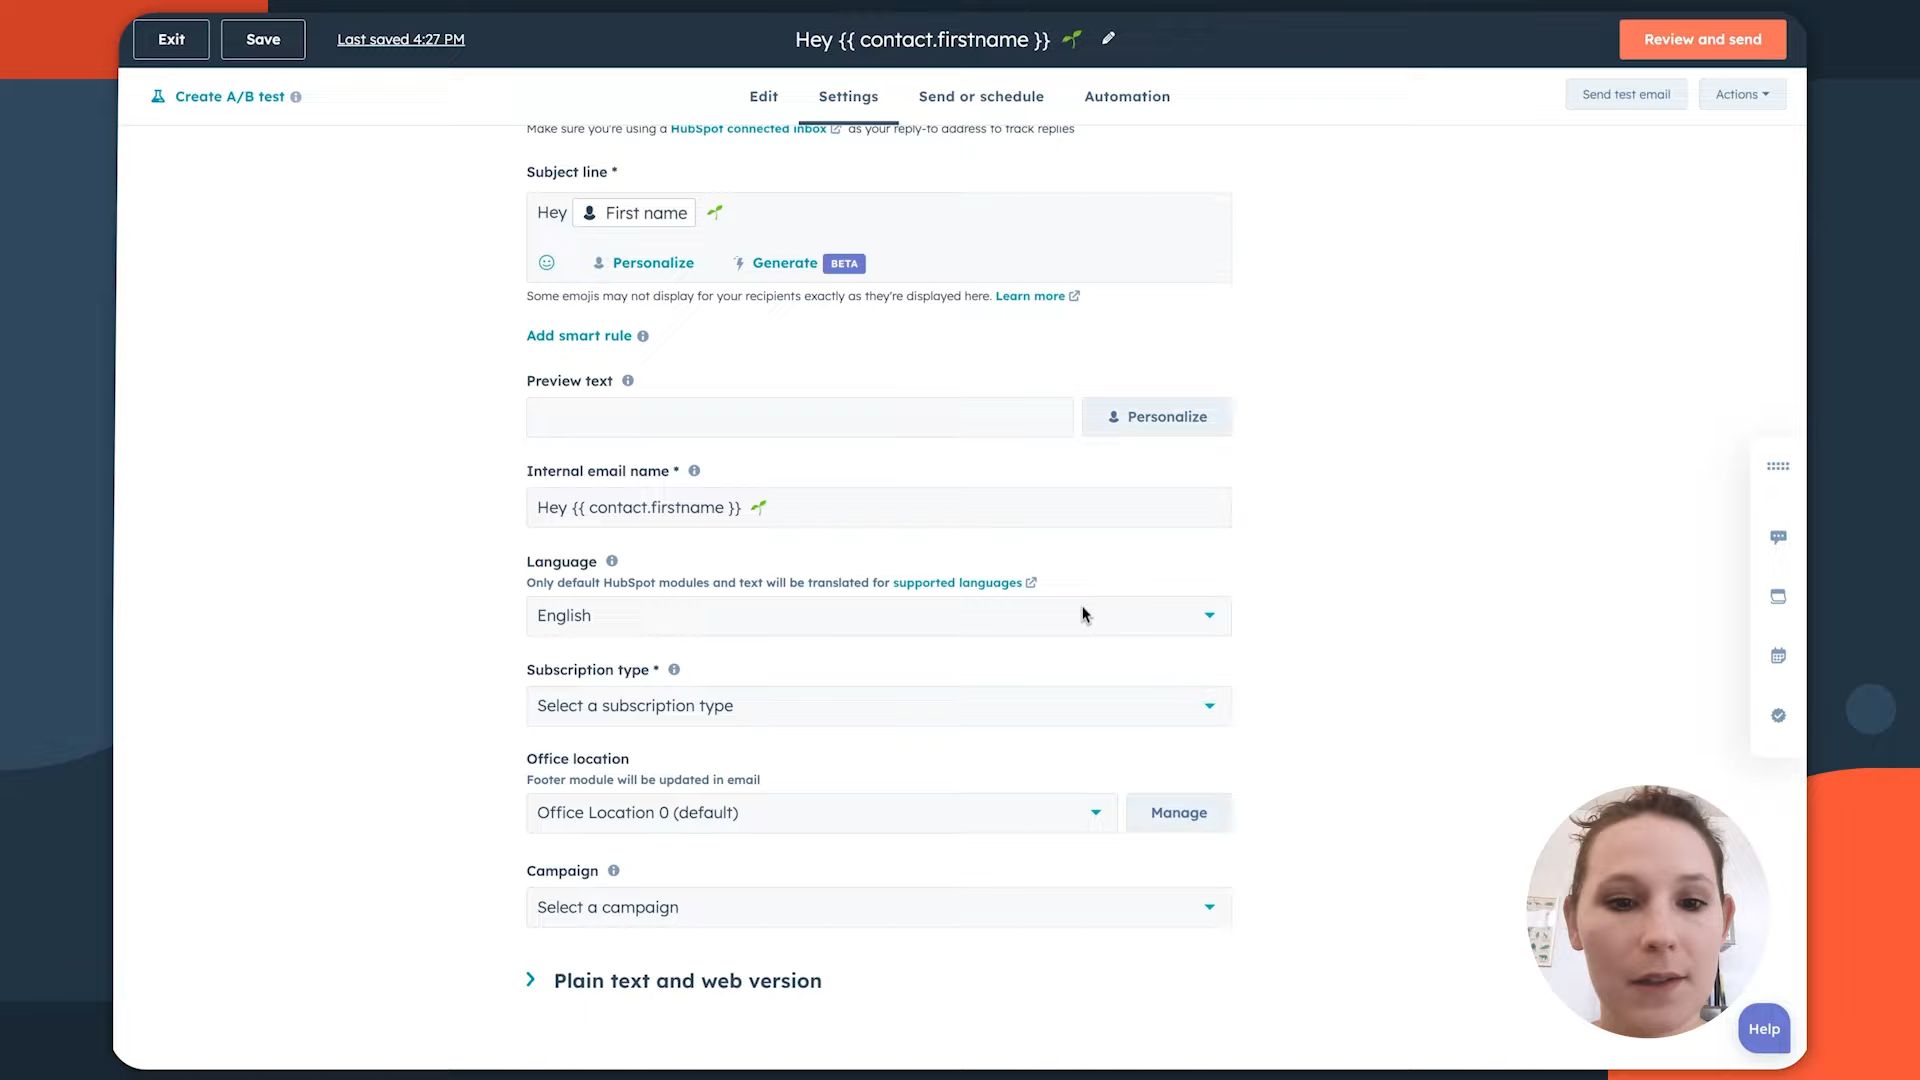 Exit
Save
Last saved 4:27 PM
Hey {{ contact.firstname }} 🌱
Review and send
Create A/B test
Edit
Settings
Send or schedule
Automation
Send test email
Actions
Make sure you're using a HubSpot connected inbox as your reply-to address to track replies
Subject line *
Hey First name 🌱
Personalize
Generate BETA
Some emojis may not display for your recipients exactly as they're displayed here. Learn more
Add smart rule
Preview text
Personalize
Internal email name *
Hey {{ contact.firstname }} 🌱
Language
Only default HubSpot modules and text will be translated for supported languages
English
Subscription type *
Select a subscription type
Office location
Footer module will be updated in email
Office Location 0 (default)
Manage
Campaign
Select a campaign
Plain text and web version
Help